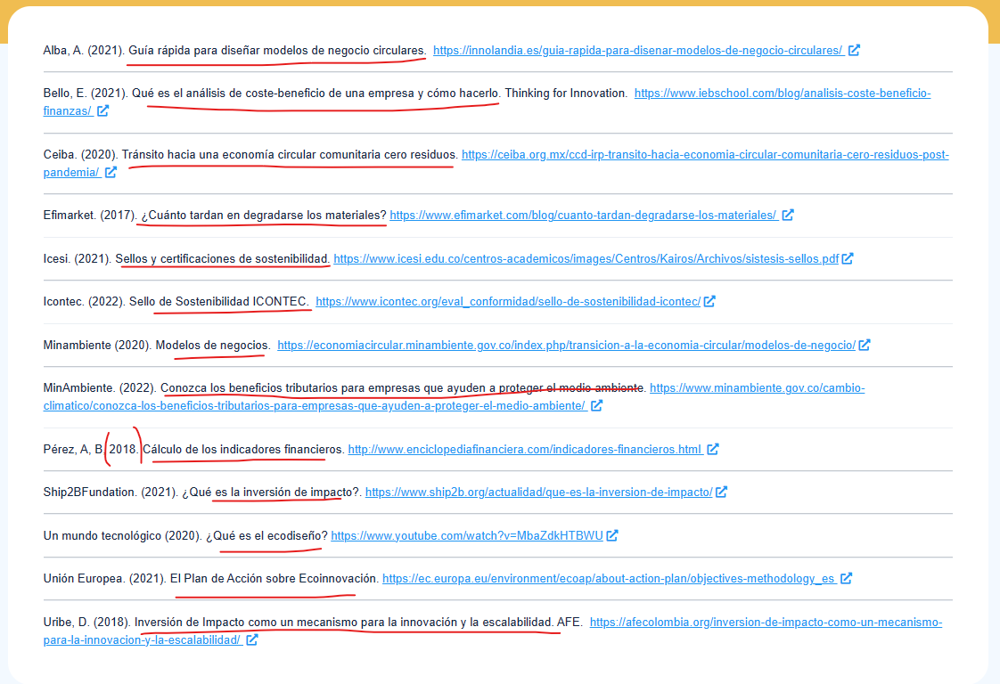 Alba, A. (2021). Guía rápida para diseñar modelos de negocio circulares. https://innolandia.es/guia-rapida-para-disenar-modelos-de-negocio-circulares/
Bello, E. (2021). Qué es el análisis de coste-beneficio de una empresa y cómo hacerlo. Thinking for Innovation. https://www.iebschool.com/blog/analisis-coste-beneficio-
finanzas/
Ceiba. (2020). Tránsito hacia una economía circular comunitaria cero residuos. https://ceiba.org.mx/ccd-irp-transito-hacia-economia-circular-comunitaria-cero-residuos-post-
pandemia/
Efimarket. (2017). ¿Cuánto tardan en degradarse los materiales? https://www.efimarket.com/blog/cuanto-tardan-degradarse-los-materiales/
Icesi. (2021). Sellos y certificaciones de sostenibilidad. https://www.icesi.edu.co/centros-academicos/images/Centros/Kairos/Archivos/sistesis-sellos.pdf
Icontec. (2022). Sello de Sostenibilidad ICONTEC. https://www.icontec.org/eval_conformidad/sello-de-sostenibilidad-icontec/
Minambiente (2020). Modelos de negocios. https://economiacircular.minambiente.gov.co/index.php/transicion-a-la-economia-circular/modelos-de-negocio/
MinAmbiente. (2022). Conozca los beneficios tributarios para empresas que ayuden a proteger el medio ambiente. https://www.minambiente.gov.co/cambio-
climatico/conozca-los-beneficios-tributarios-para-empresas-que-ayuden-a-proteger-el-medio-ambiente/
Pérez, A, B. (2018. Cálculo de los indicadores financieros. http://www.enciclopediafinanciera.com/indicadores-financieros.html
Ship2BFundation. (2021). ¿Qué es la inversión de impacto?. https://www.ship2b.org/actualidad/que-es-la-inversion-de-impacto/
Un mundo tecnológico (2020). ¿Qué es el ecodiseño? https://www.youtube.com/watch?v=MbaZdkHTBWU
Unión Europea. (2021). El Plan de Acción sobre Ecoinnovación. https://ec.europa.eu/environment/ecoap/about-action-plan/objectives-methodology_es
Uribe, D. (2018). Inversión de Impacto como un mecanismo para la innovación y la escalabilidad. AFE. https://afecolombia.org/inversion-de-impacto-como-un-mecanismo-
para-la-innovacion-y-la-escalabilidad/